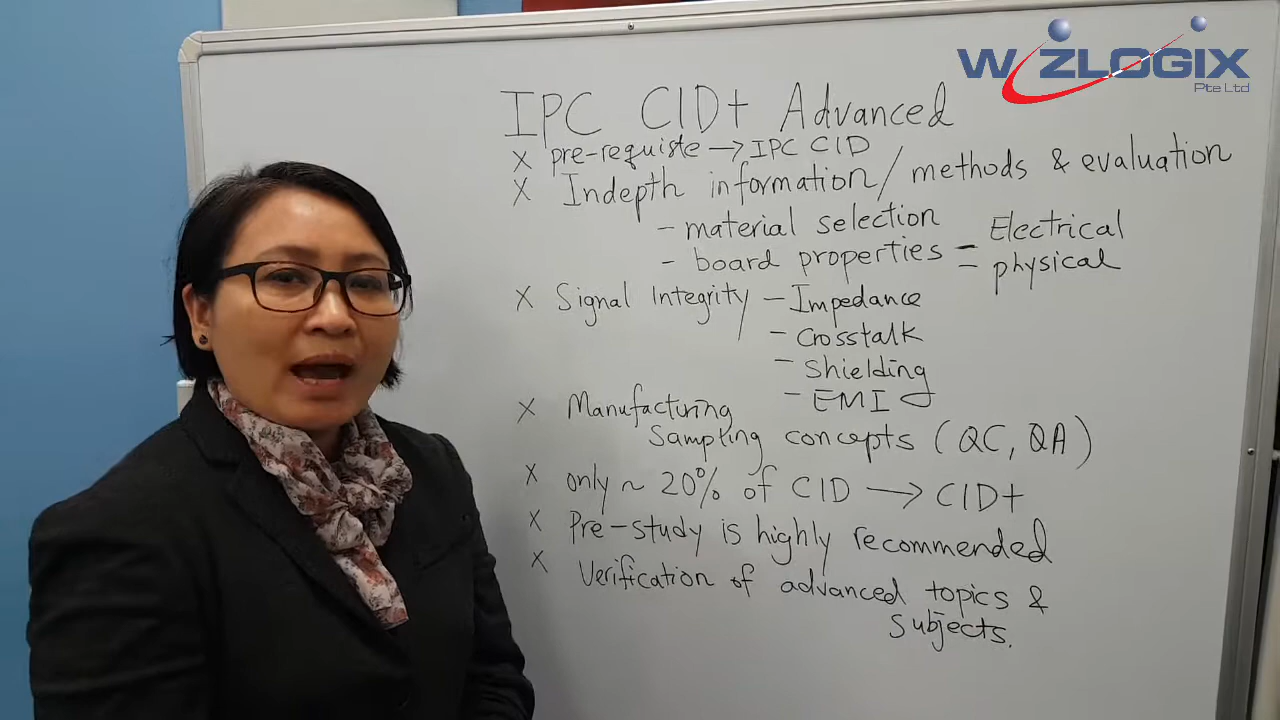 WIZLOGIX
Pte Ltd
IPC CID+ Advanced
x pre-requiste → IPC CID
x Indepth information/methods & evaluation
- material selection
- board properties = Electrical
- physical
x Signal Integrity - Impedance
- Crosstalk
- Shielding
- EMI
x Manufacturing
Sampting concepts (QC, QA)
x only ~ 20% of CID → CID+
x Pre-study is highly recommended
x Verification of advanced topics &
subjects.